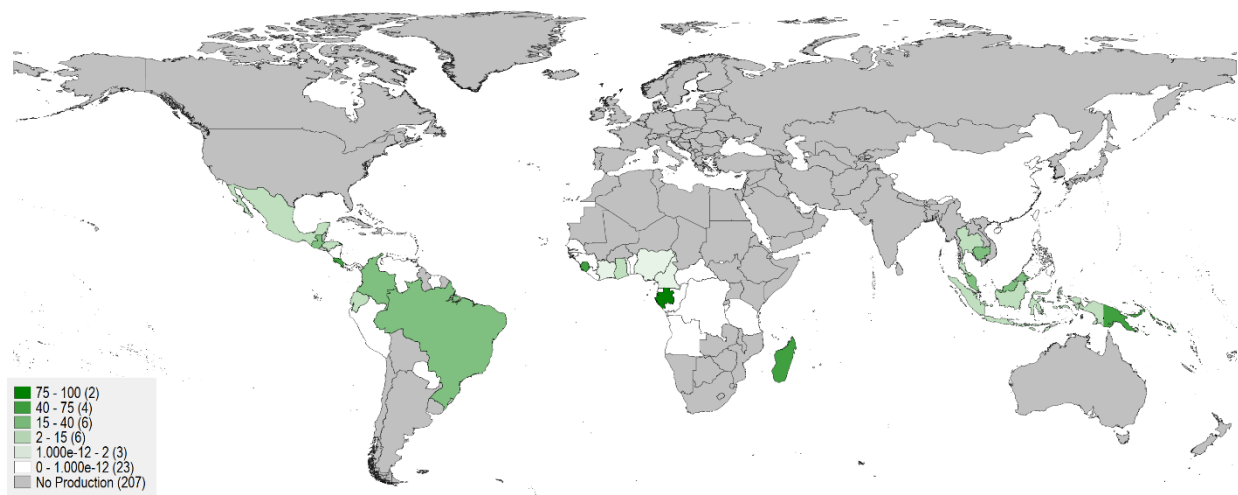 75 - 100 (2)
40 - 75 (4)
15 - 40 (6)
2 - 15 (6)
1.000e-12 - 2 (3)
0 - 1.000e-12 (23)
No Production (207)